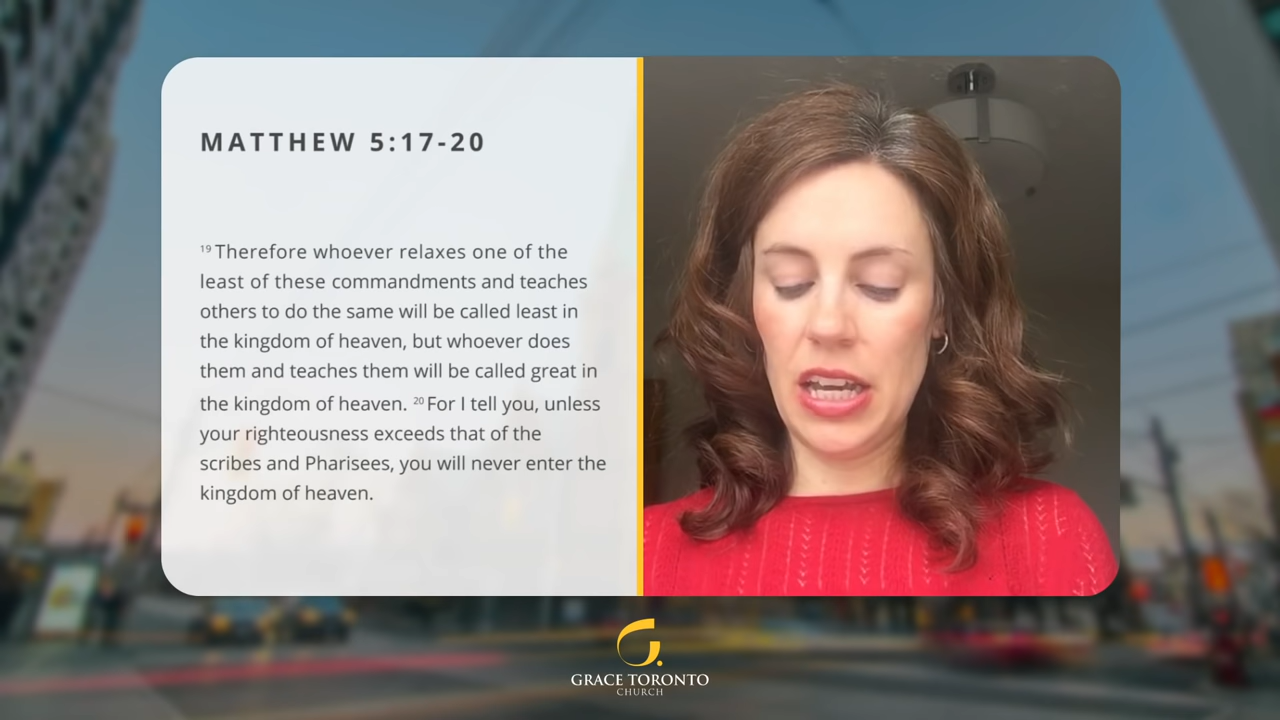 MATTHEW 5:17-20
19 Therefore whoever relaxes one of the
least of these commandments and teaches
others to do the same will be called least in
the kingdom of heaven, but whoever does
them and teaches them will be called great in
the kingdom of heaven. 20 For I tell you, unless
your righteousness exceeds that of the
scribes and Pharisees, you will never enter the
kingdom of heaven.
GRACE TORONTO
CHURCH